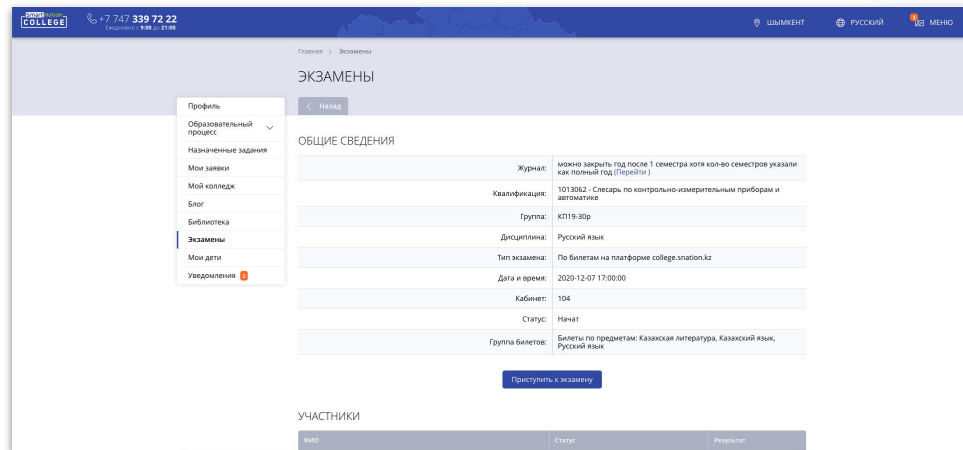 SmartNation
COLLEGE
+7 747 339 72 22
Ежедневно с 9:00 до 21:00
ШЫМКЕНТ
РУССКИЙ
3
МЕНЮ
Главная > Экзамены
ЭКЗАМЕНЫ
< Назад
Профиль
Образовательный
процесс
Назначенные задания
Мои заявки
Мой колледж
Блог
Библиотека
Экзамены
Мои дети
Уведомления 3
ОБЩИЕ СВЕДЕНИЯ
Журнал: можно закрыть год после 1 семестра хотя кол-во семестров указали
как полный год (Перейти )
Квалификация: 1013062 - Слесарь по контрольно-измерительным приборам и
автоматике
Группа: КП19-30р
Дисциплина: Русский язык
Тип экзамена: По билетам на платформе college.snation.kz
Дата и время: 2020-12-07 17:00:00
Кабинет: 104
Статус: Начат
Группа билетов: Билеты по предметам: Казахская литература, Казахский язык,
Русский язык
Приступить к экзамену
УЧАСТНИКИ
ФИО Статус Результат